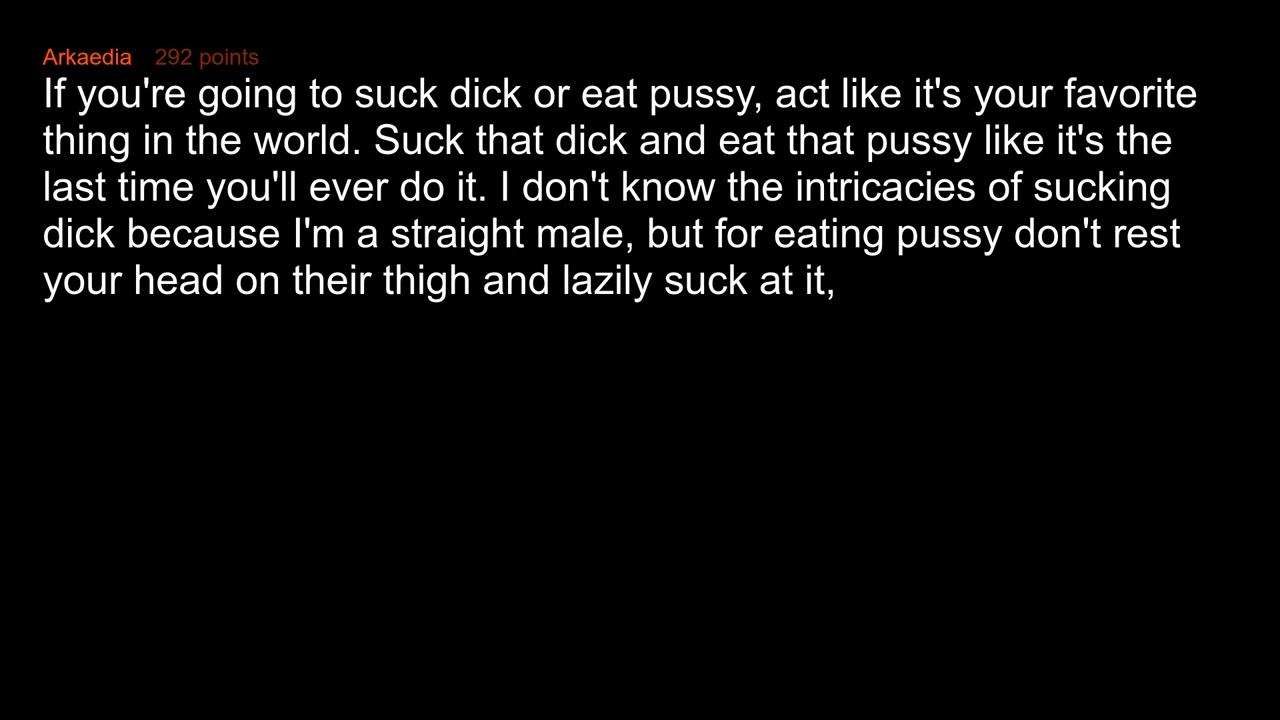 Arkaedia 292 points
If you're going to suck dick or eat pussy, act like it's your favorite
thing in the world. Suck that dick and eat that pussy like it's the
last time you'll ever do it. I don't know the intricacies of sucking
dick because I'm a straight male, but for eating pussy don't rest
your head on their thigh and lazily suck at it,